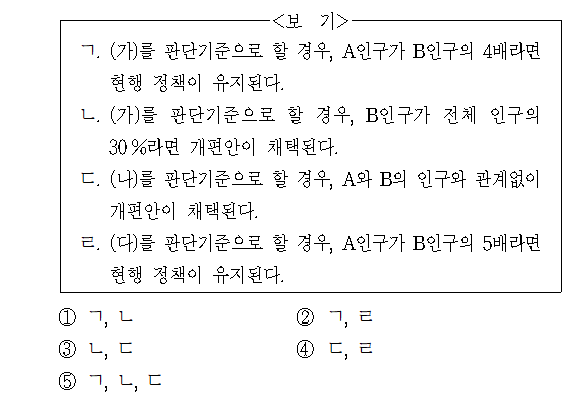 <보 기>
ㄱ. (가)를 판단기준으로 할 경우, A인구가 B인구의 4배라면
현행 정책이 유지된다.
ㄴ. (가)를 판단기준으로 할 경우, B인구가 전체 인구의
30%라면 개편안이 채택된다.
ㄷ. (나)를 판단기준으로 할 경우, A와 B의 인구와 관계없이
개편안이 채택된다.
ㄹ. (다)를 판단기준으로 할 경우, A인구가 B인구의 5배라면
현행 정책이 유지된다.
① ㄱ, ㄴ ② ㄱ, ㄹ
③ ㄴ, ㄷ ④ ㄷ, ㄹ
⑤ ㄱ, ㄴ, ㄷ